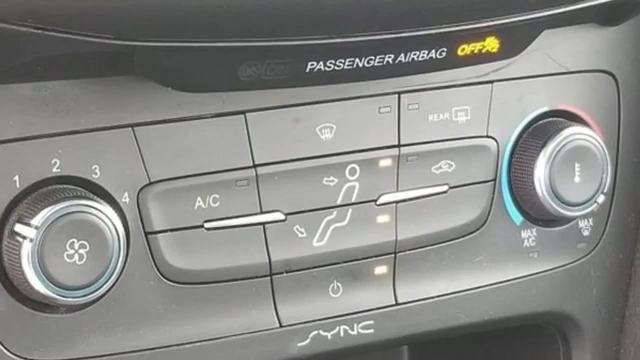 PASSENGER AIRBAG OFF
1 2 3 4
REAR
A/C
MAX A/C
MAX
SYNC